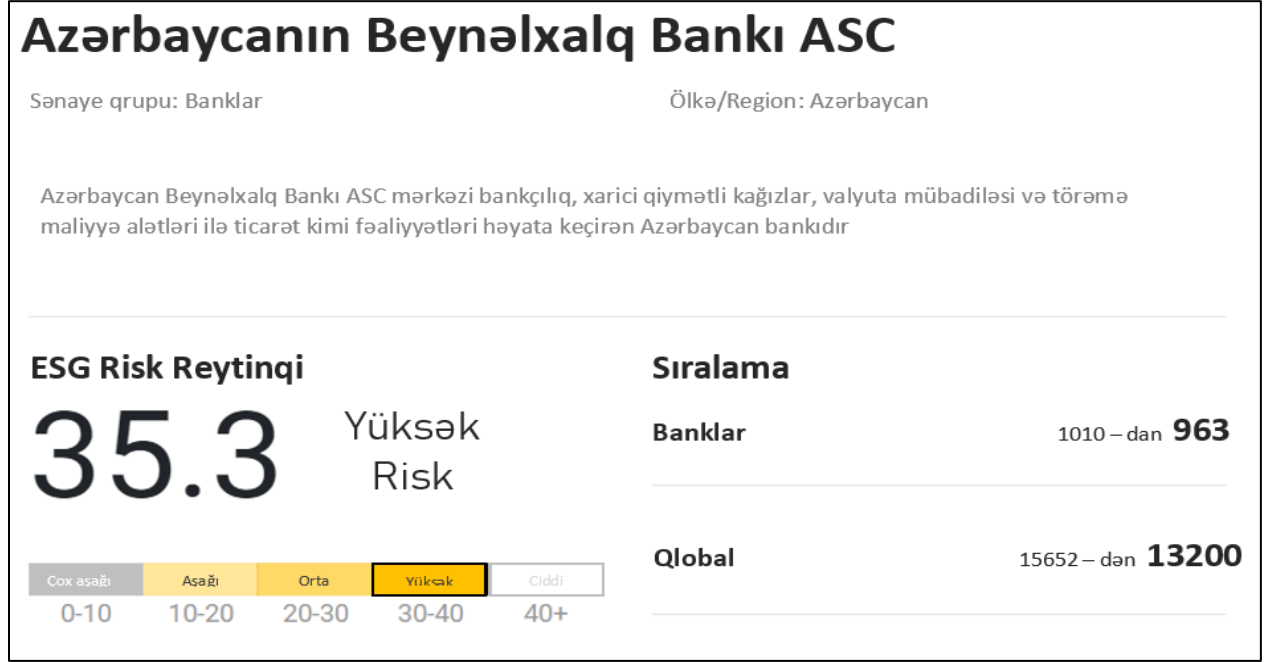 Azərbaycanın Beynəlxalq Bankı ASC
Sənaye qrupu: Banklar
Ölkə/Region: Azərbaycan
Azərbaycan Beynəlxalq Bankı ASC mərkəzi bankçılıq, xarici qiymətli kağızlar, valyuta mübadiləsi və törəmə
maliyyə alətləri ilə ticarət kimi fəaliyyətləri həyata keçirən Azərbaycan bankıdır
ESG Risk Reytinqi
35.3
Yüksək
Risk
Cox aşağı
Aşağı
Orta
Yüksək
Ciddi
0-10
10-20
20-30
30-40
40+
Sıralama
Banklar
1010 – dan 963
Qlobal
15652 – dən 13200